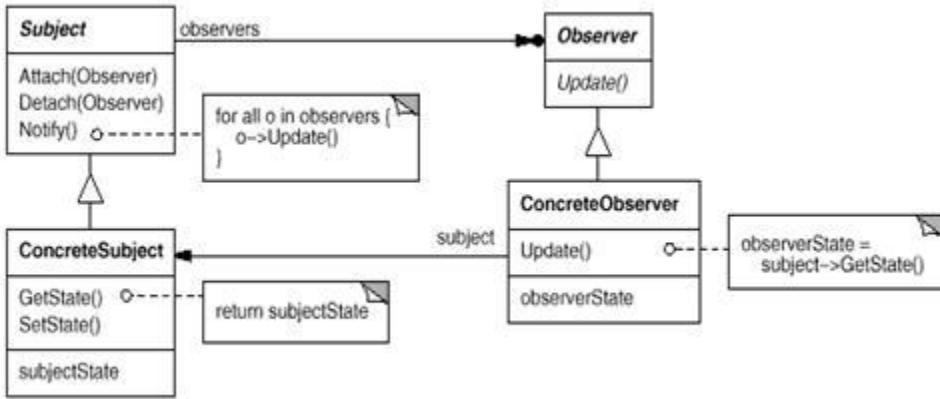 Subject
observers
Observer
Attach(Observer)
Detach(Observer)
Notify()
Update()
for all o in observers {
o->Update()
}
ConcreteSubject
GetState()
SetState()
subjectState
return subjectState
subject
ConcreteObserver
Update()
observerState
observerState =
subject->GetState()